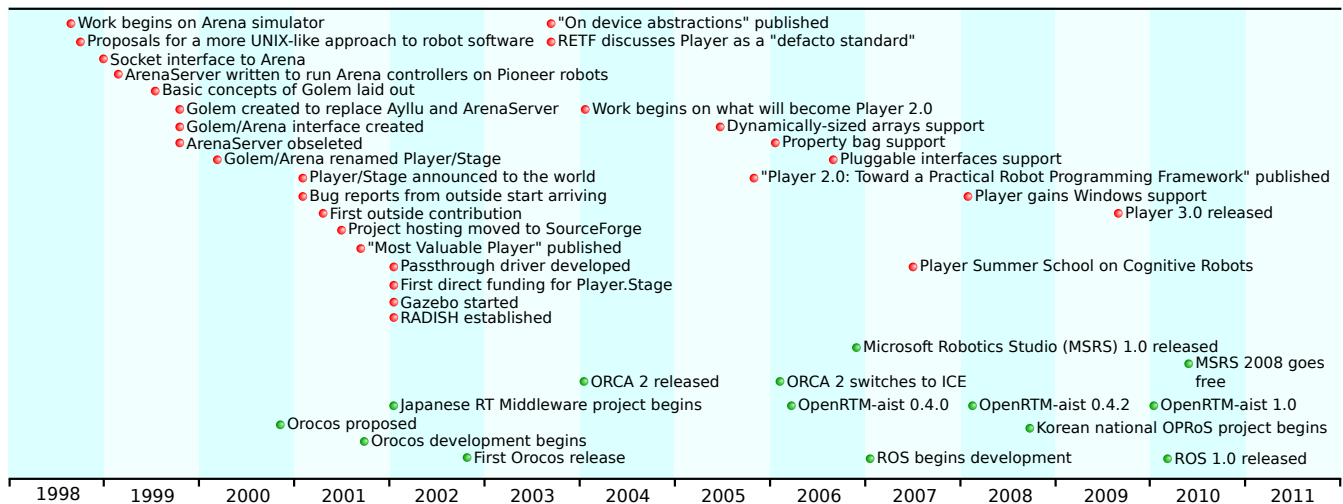 Work begins on Arena simulator
"On device abstractions" published
Proposals for a more UNIX-like approach to robot software
RETF discusses Player as a "defacto standard"
Socket interface to Arena
ArenaServer written to run Arena controllers on Pioneer robots
Basic concepts of Golem laid out
Golem created to replace Ayllu and ArenaServer
Work begins on what will become Player 2.0
Golem/Arena interface created
Dynamically-sized arrays support
ArenaServer obseleted
Property bag support
Golem/Arena renamed Player/Stage
Pluggable interfaces support
Player/Stage announced to the world
"Player 2.0: Toward a Practical Robot Programming Framework" published
Bug reports from outside start arriving
Player gains Windows support
First outside contribution
Player 3.0 released
Project hosting moved to SourceForge
"Most Valuable Player" published
Passthrough driver developed
Player Summer School on Cognitive Robots
First direct funding for Player.Stage
Gazebo started
RADISH established
Microsoft Robotics Studio (MSRS) 1.0 released
MSRS 2008 goes
free
ORCA 2 released
ORCA 2 switches to ICE
Japanese RT Middleware project begins
OpenRTM-aist 0.4.0
OpenRTM-aist 0.4.2
OpenRTM-aist 1.0
Orocos proposed
Korean national OPRoS project begins
Orocos development begins
First Orocos release
ROS begins development
ROS 1.0 released
1998
1999
2000
2001
2002
2003
2004
2005
2006
2007
2008
2009
2010
2011